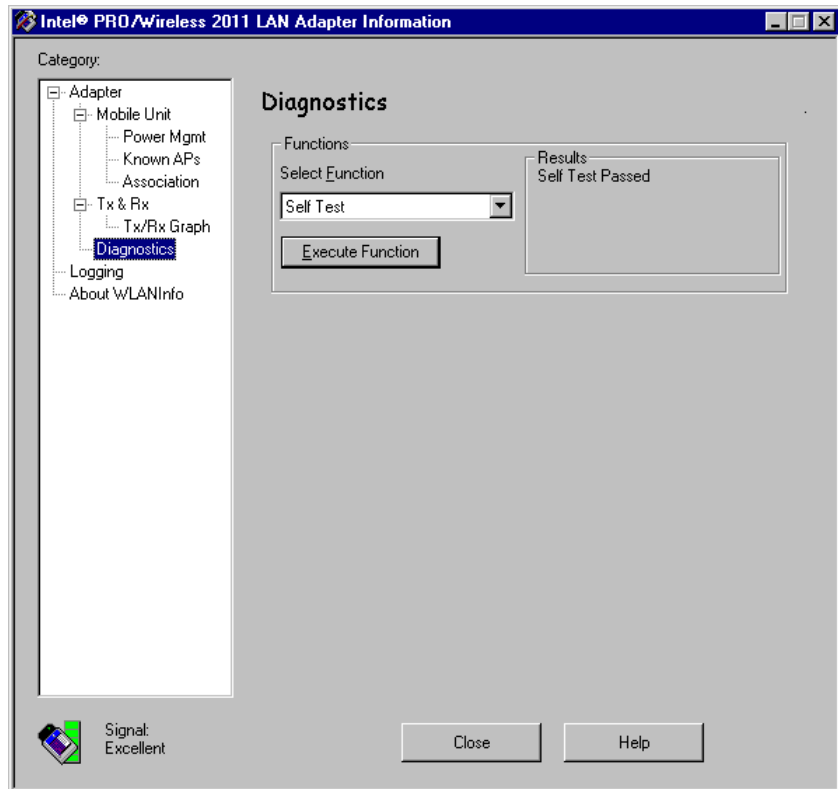 Intel® PRO/Wireless 2011 LAN Adapter Information
Category:
Adapter
Mobile Unit
Power Mgmt
Known APs
Association
Tx & Rx
Tx/Rx Graph
Diagnostics
Logging
About WLANInfo
Diagnostics
Functions
Select Function
Self Test
Execute Function
Results
Self Test Passed
Signal:
Excellent
Close
Help